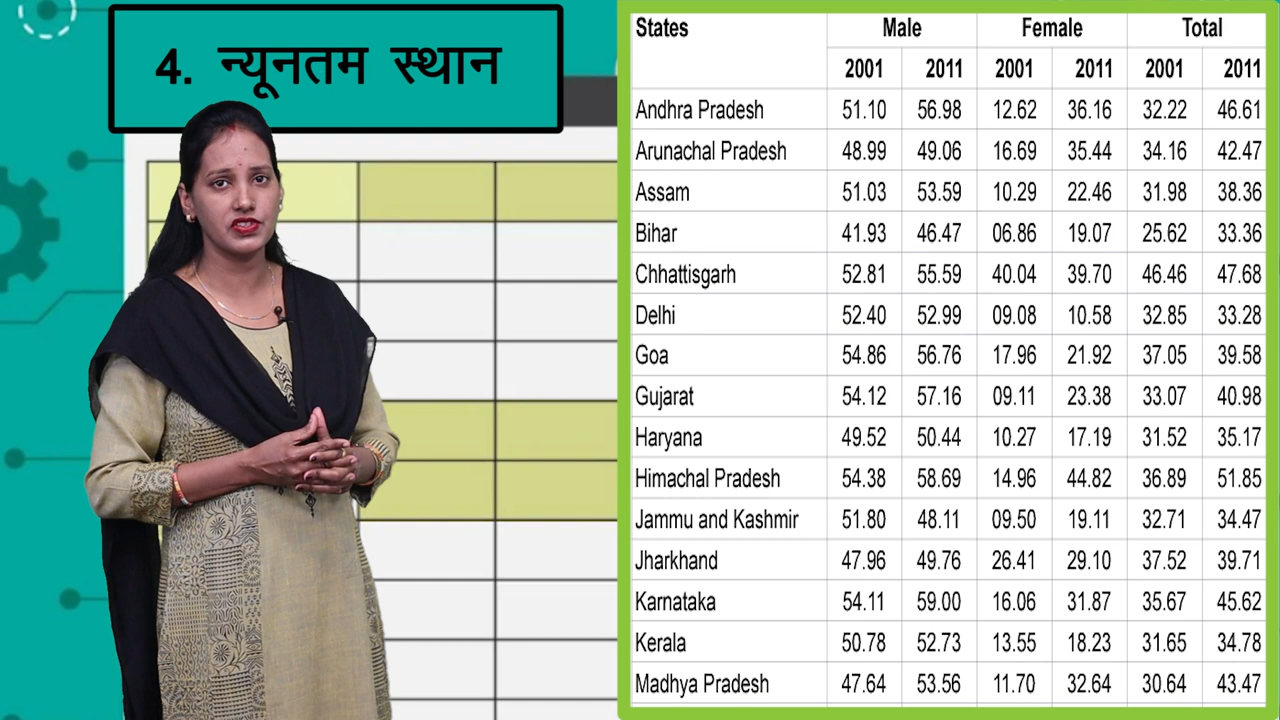 4. न्यूनतम स्थान
States Male Female Total
2001 2011 2001 2011 2001 2011
Andhra Pradesh 51.10 56.98 12.62 36.16 32.22 46.61
Arunachal Pradesh 48.99 49.06 16.69 35.44 34.16 42.47
Assam 51.03 53.59 10.29 22.46 31.98 38.36
Bihar 41.93 46.47 06.86 19.07 25.62 33.36
Chhattisgarh 52.81 55.59 40.04 39.70 46.46 47.68
Delhi 52.40 52.99 09.08 10.58 32.85 33.28
Goa 54.86 56.76 17.96 21.92 37.05 39.58
Gujarat 54.12 57.16 09.11 23.38 33.07 40.98
Haryana 49.52 50.44 10.27 17.19 31.52 35.17
Himachal Pradesh 54.38 58.69 14.96 44.82 36.89 51.85
Jammu and Kashmir 51.80 48.11 09.50 19.11 32.71 34.47
Jharkhand 47.96 49.76 26.41 29.10 37.52 39.71
Karnataka 54.11 59.00 16.06 31.87 35.67 45.62
Kerala 50.78 52.73 13.55 18.23 31.65 34.78
Madhya Pradesh 47.64 53.56 11.70 32.64 30.64 43.47